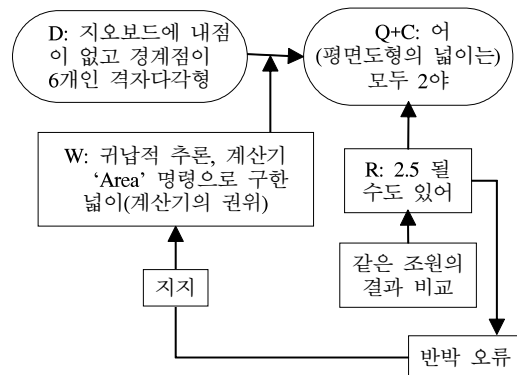 D: 지오보드에 내점
이 없고 경계점이
6개인 격자다각형
Q+C: 어
(평면도형의 넓이는)
모두 2야
W: 귀납적 추론, 계산기
‘Area’ 명령으로 구한
넓이(계산기의 권위)
R: 2.5 될
수도 있어
지지
같은 조원의
결과 비교
반박 오류